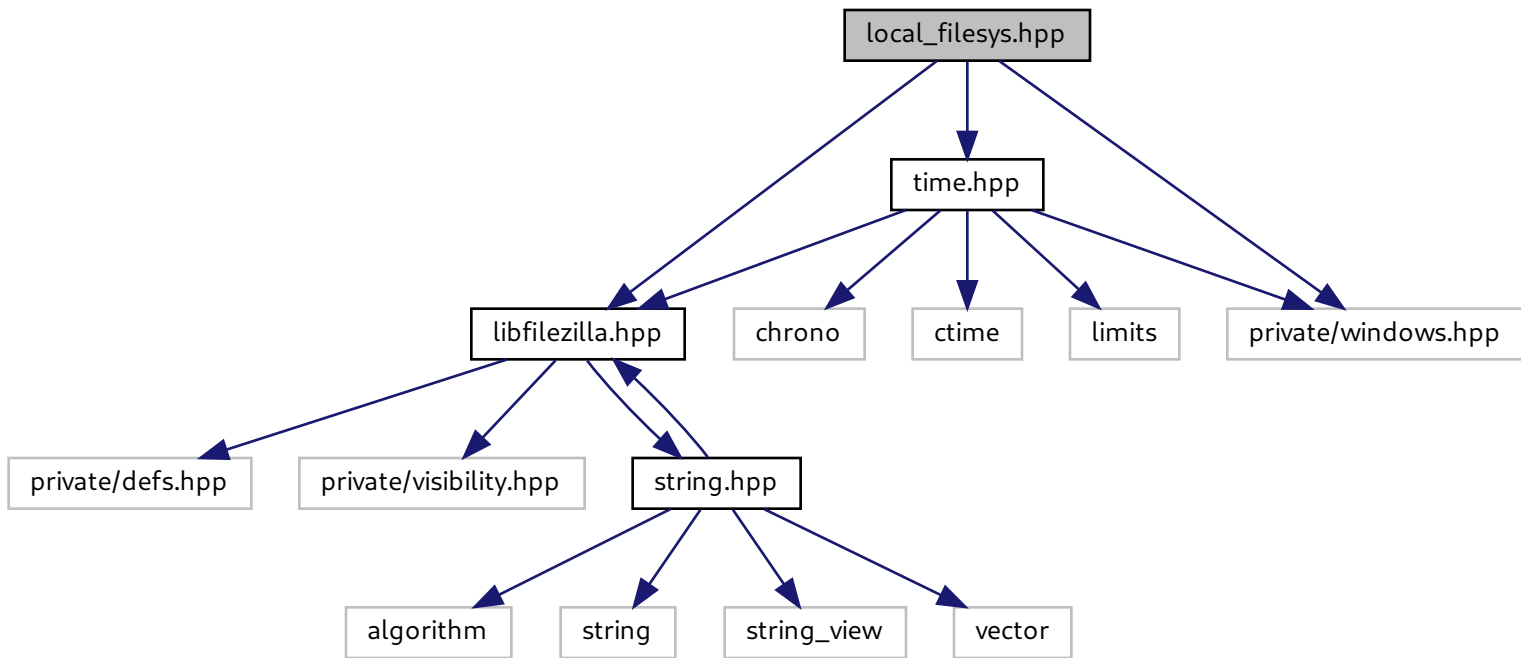 local_filesys.hpp
time.hpp
libfilezilla.hpp
chrono
ctime
limits
private/windows.hpp
private/defs.hpp
private/visibility.hpp
string.hpp
algorithm
string
string_view
vector